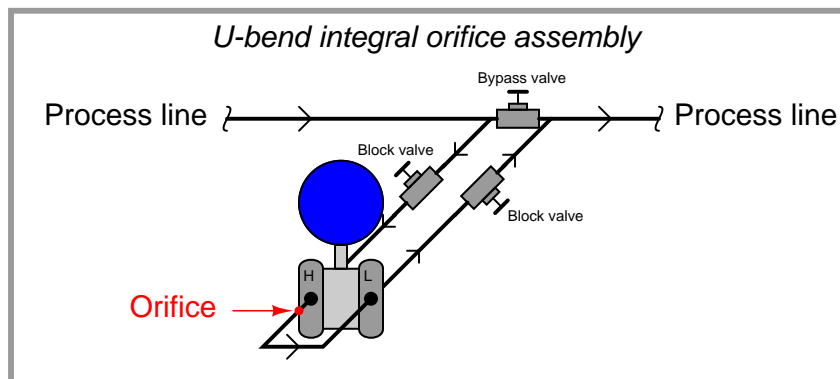 U-bend integral orifice assembly
Bypass valve
Process line
Process line
Block valve
Block valve
H
L
Orifice